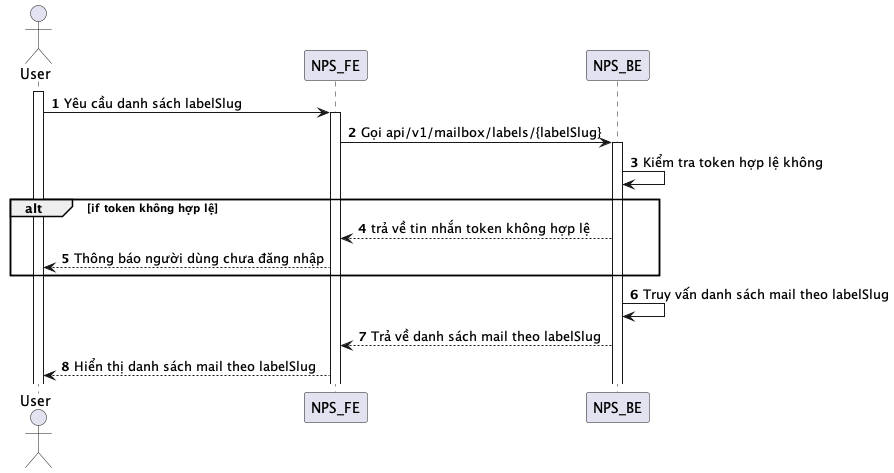 User
NPS_FE
NPS_BE
1 Yêu cầu danh sách labelSlug
2 Gọi api/v1/mailbox/labels/{labelSlug}
3 Kiểm tra token hợp lệ không
alt [if token không hợp lệ]
4 trả về tin nhắn token không hợp lệ
5 Thông báo người dùng chưa đăng nhập
6 Truy vấn danh sách mail theo labelSlug
7 Trả về danh sách mail theo labelSlug
8 Hiển thị danh sách mail theo labelSlug
User
NPS_FE
NPS_BE